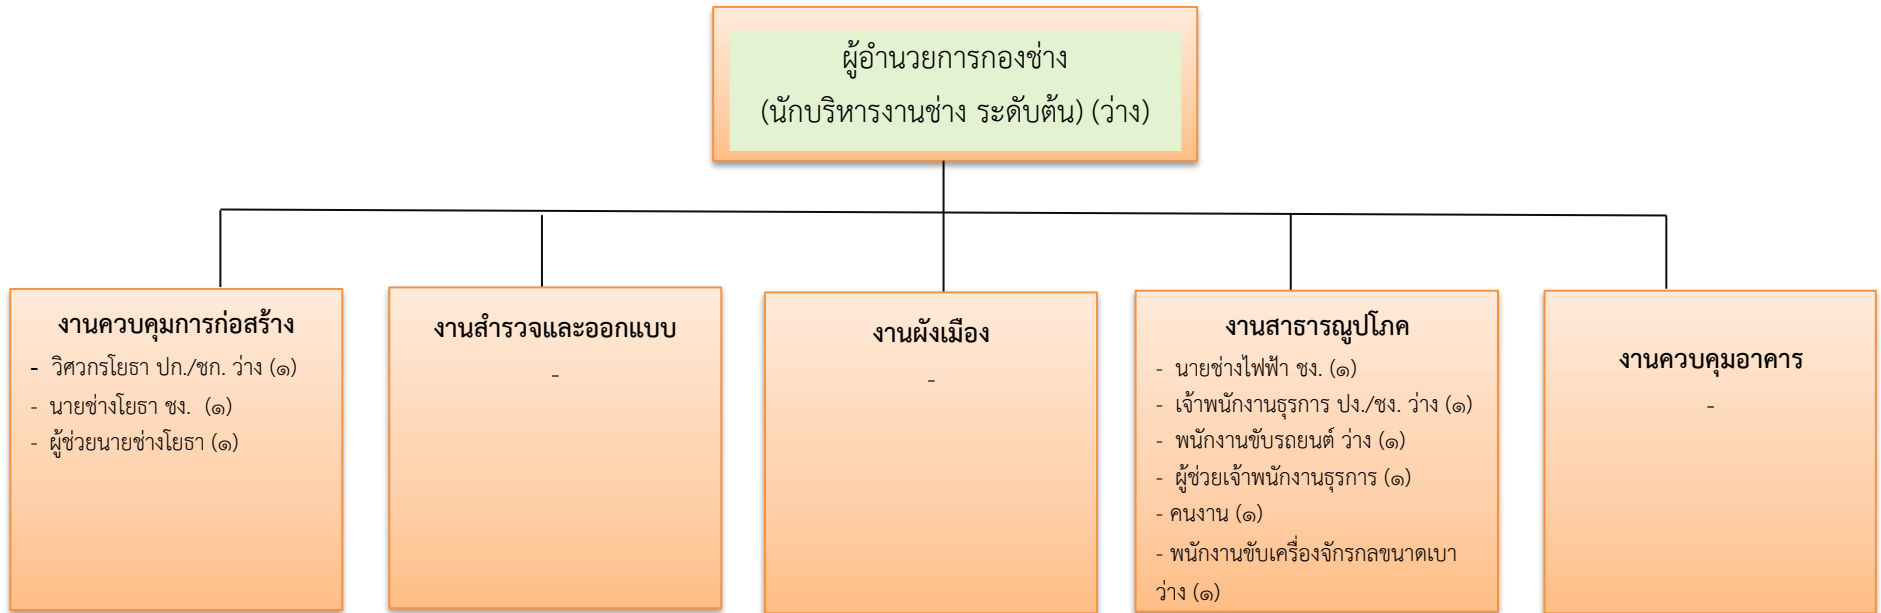 ผู้อำนวยการกองช่าง
(นักบริหารงานช่าง ระดับต้น) (ว่าง)
งานควบคุมการก่อสร้าง
- วิศวกรโยธา ปก./ชก. ว่าง (๑)
- นายช่างโยธา ชง. (๑)
- ผู้ช่วยนายช่างโยธา (๑)
งานสำรวจและออกแบบ
-
งานผังเมือง
-
งานสาธารณูปโภค
- นายช่างไฟฟ้า ชง. (๑)
- เจ้าพนักงานธุรการ ปง./ชง. ว่าง (๑)
- พนักงานขับรถยนต์ ว่าง (๑)
- ผู้ช่วยเจ้าพนักงานธุรการ (๑)
- คนงาน (๑)
- พนักงานขับเครื่องจักรกลขนาดเบา
ว่าง (๑)
งานควบคุมอาคาร
-